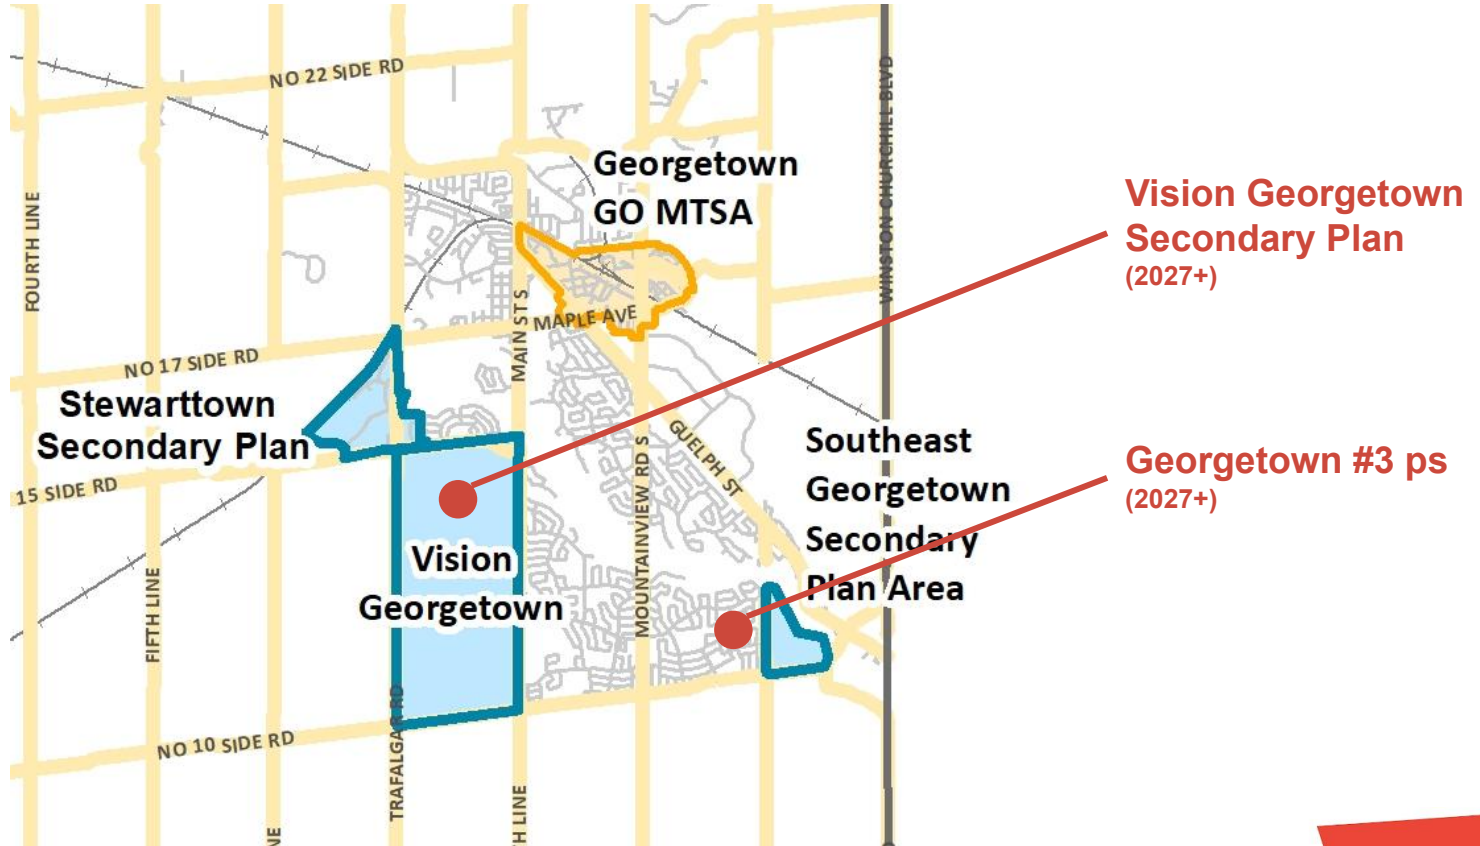 NO 22 SIDE RD
Georgetown
GO MTSA
WINSTON CHURCHILL BLVD
Vision Georgetown
Secondary Plan
(2027+)
FOURTH LINE
MAIN ST S
MAPLE AVE
NO 17 SIDE RD
Stewarttown
Secondary Plan
GUELPH ST
MOUNTAINVIEW RD S
Southeast
Georgetown
Secondary
Plan Area
Georgetown #3 ps
(2027+)
15 SIDE RD
Vision
Georgetown
FIFTH LINE
TRAFALGAR RD
NO 10 SIDE RD
NE
H LINE